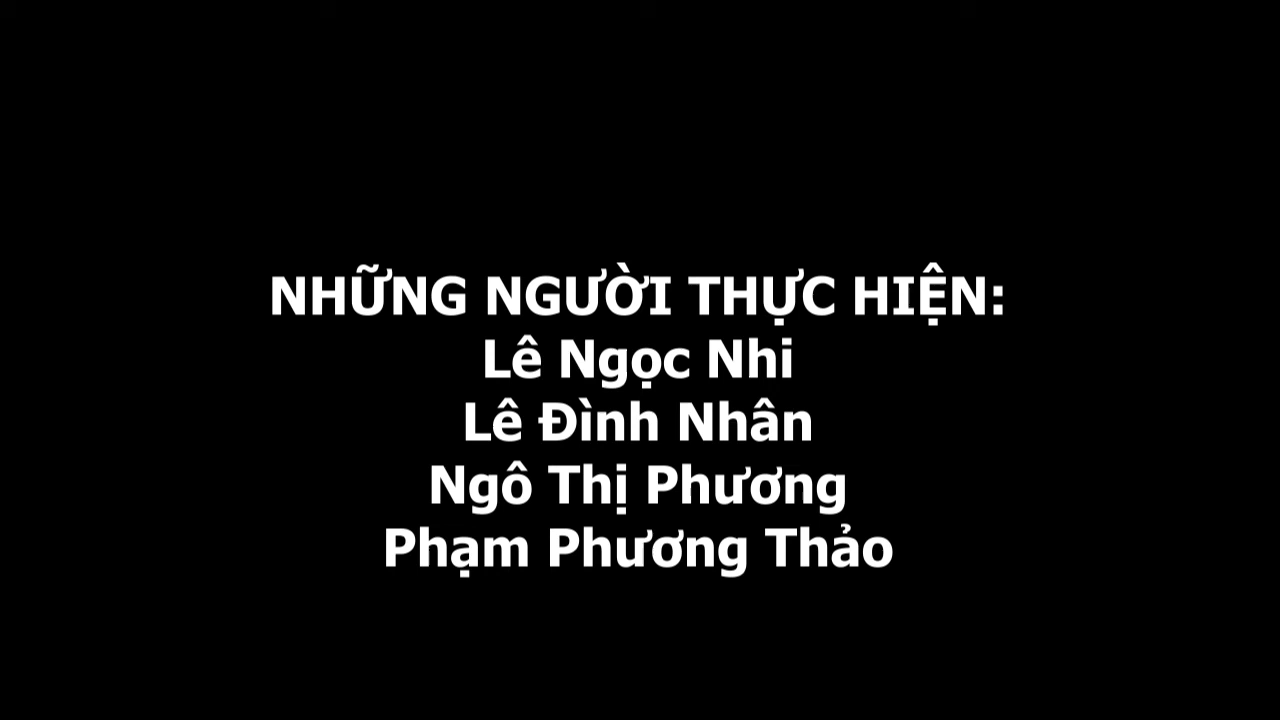 NHỮNG NGƯỜI THỰC HIỆN:
Lê Ngọc Nhi
Lê Đình Nhân
Ngô Thị Phương
Phạm Phương Thảo